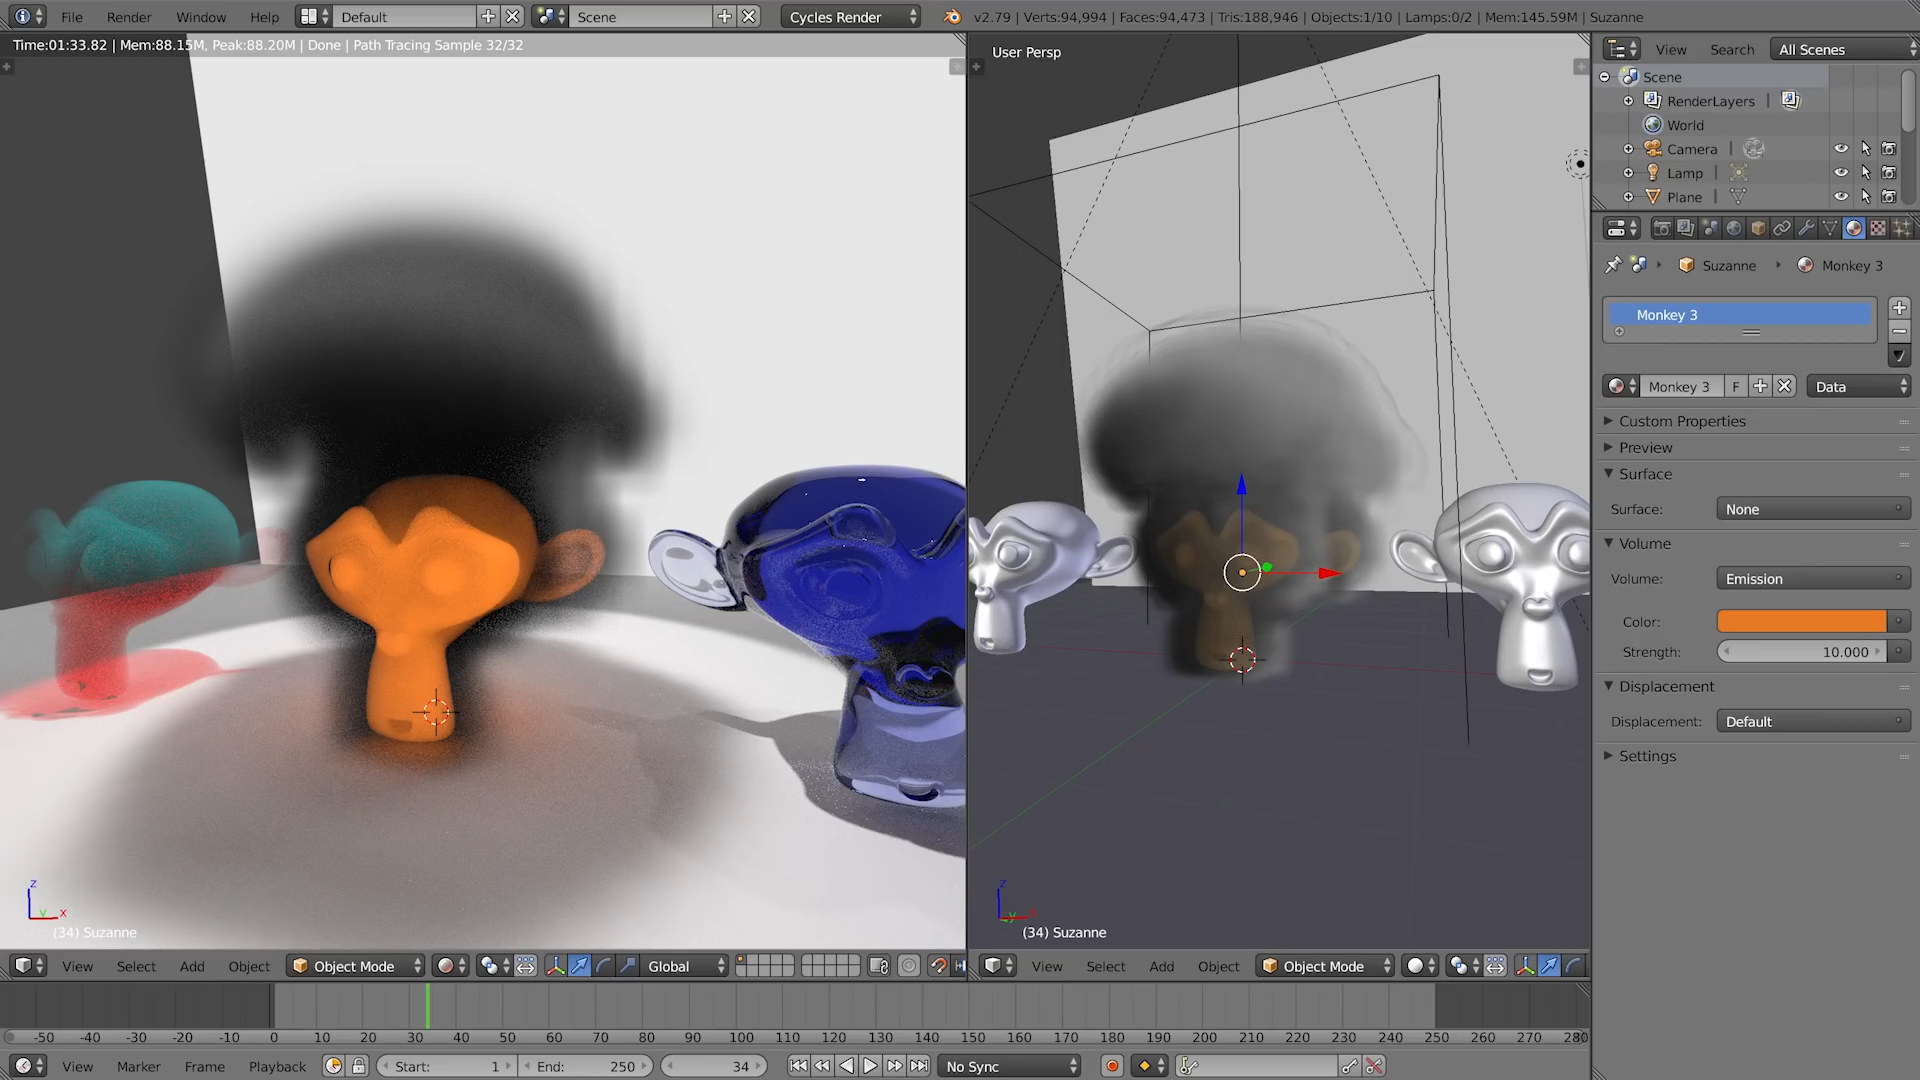 File Render Window Help Default Scene Cycles Render v2.79 | Verts:94,994 | Faces:94,473 | Tris:188,946 | Objects:1/10 | Lamps:0/2 | Mem:145.59M | Suzanne
Time:01:33.82 | Mem:88.15M, Peak:88.20M | Done | Path Tracing Sample 32/32
User Persp
View Search All Scenes
Scene
RenderLayers |
World
Camera |
Lamp |
Plane |
Suzanne Monkey 3
Monkey 3
Monkey 3 F Data
Custom Properties
Preview
Surface
Surface: None
Volume
Volume: Emission
Color:
Strength: 10.000
Displacement
Displacement: Default
Settings
z
y x
(34) Suzanne
z
y x
(34) Suzanne
View Select Add Object Object Mode Global
View Select Add Object Object Mode
-50 -40 -30 -20 -10 0 10 20 30 40 50 60 70 80 90 100 110 120 130 140 150 160 170 180 190 200 210 220 230 240 250 260 270 280
View Marker Frame Playback Start: 1 End: 250 34 No Sync